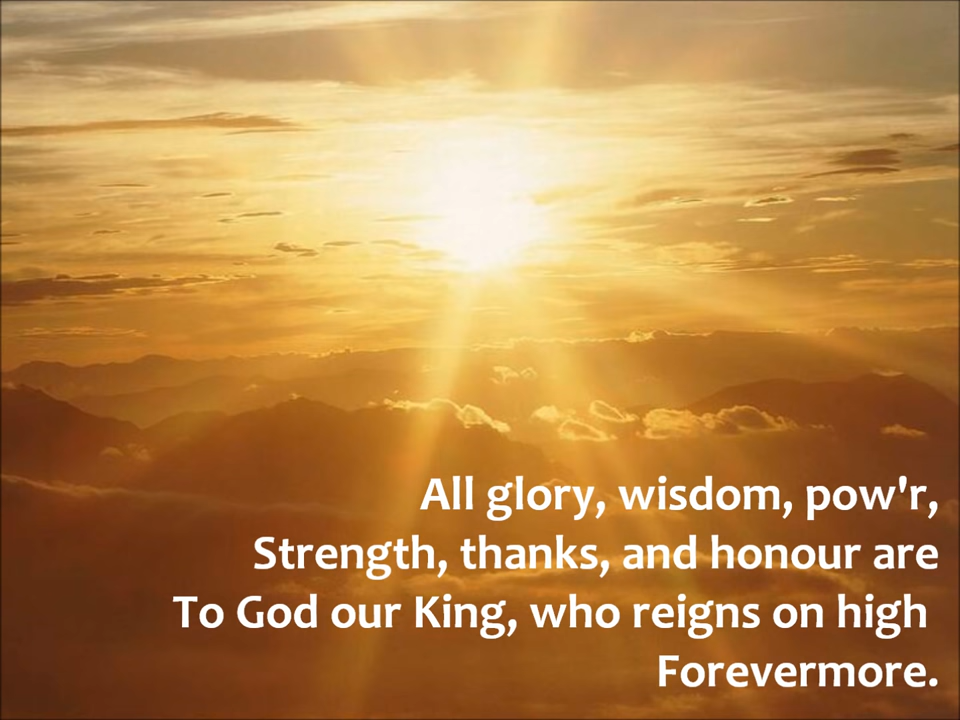 All glory, wisdom, pow'r,
Strength, thanks, and honour are
To God our King, who reigns on high
Forevermore.